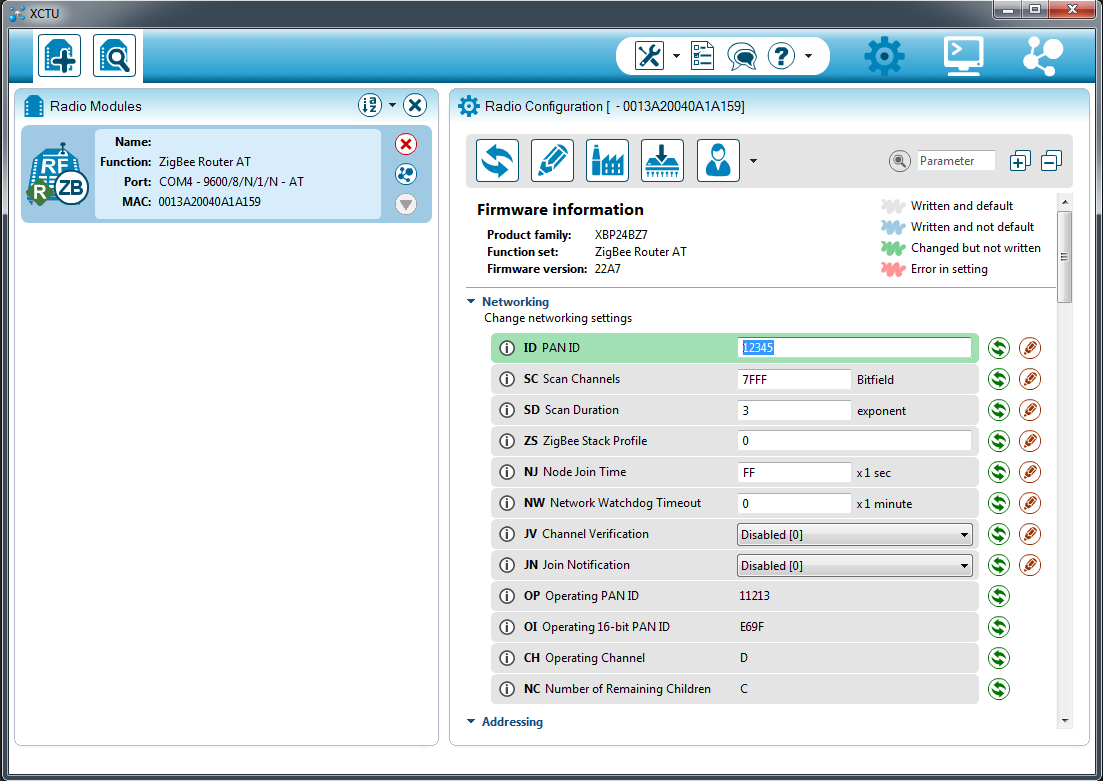 XCTU
Radio Modules
Radio Configuration [ - 0013A20040A1A159]
Name:
Function: ZigBee Router AT
Port: COM4 - 9600/8/N/1/N - AT
MAC: 0013A20040A1A159
RF
R
ZB
Parameter
Firmware information
Product family: XBP24BZ7
Function set: ZigBee Router AT
Firmware version: 22A7
Written and default
Written and not default
Changed but not written
Error in setting
Networking
Change networking settings
ID PAN ID 12345
SC Scan Channels 7FFF Bitfield
SD Scan Duration 3 exponent
ZS ZigBee Stack Profile 0
NJ Node Join Time FF x 1 sec
NW Network Watchdog Timeout 0 x 1 minute
JV Channel Verification Disabled [0]
JN Join Notification Disabled [0]
OP Operating PAN ID 11213
OI Operating 16-bit PAN ID E69F
CH Operating Channel D
NC Number of Remaining Children C
Addressing